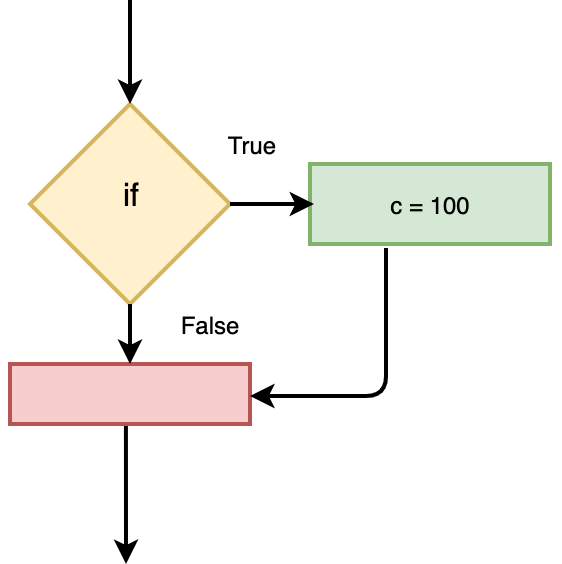 True
if
c = 100
False